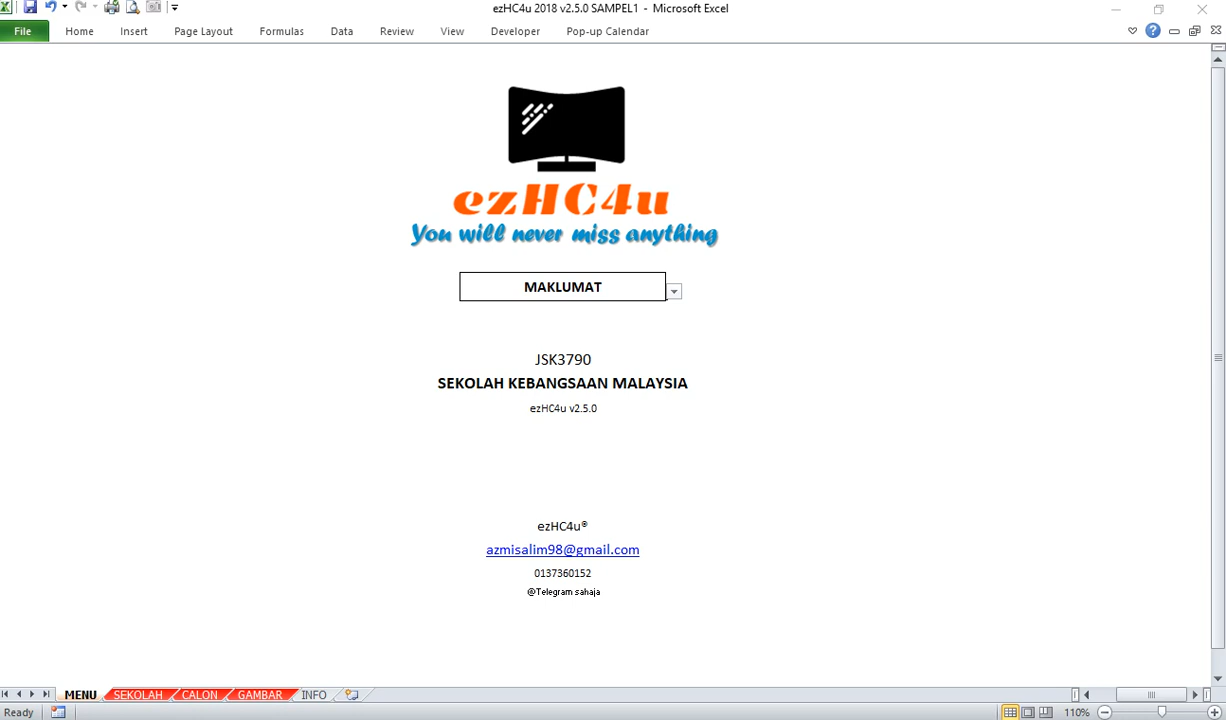 ezHC4u 2018 v2.5.0 SAMPEL1 - Microsoft Excel
File Home Insert Page Layout Formulas Data Review View Developer Pop-up Calendar
ezHC4u
You will never miss anything
MAKLUMAT
JSK3790
SEKOLAH KEBANGSAAN MALAYSIA
ezHC4u v2.5.0
ezHC4u®
azmisalim98@gmail.com
0137360152
@Telegram sahaja
MENU SEKOLAH CALON GAMBAR INFO
Ready 110%